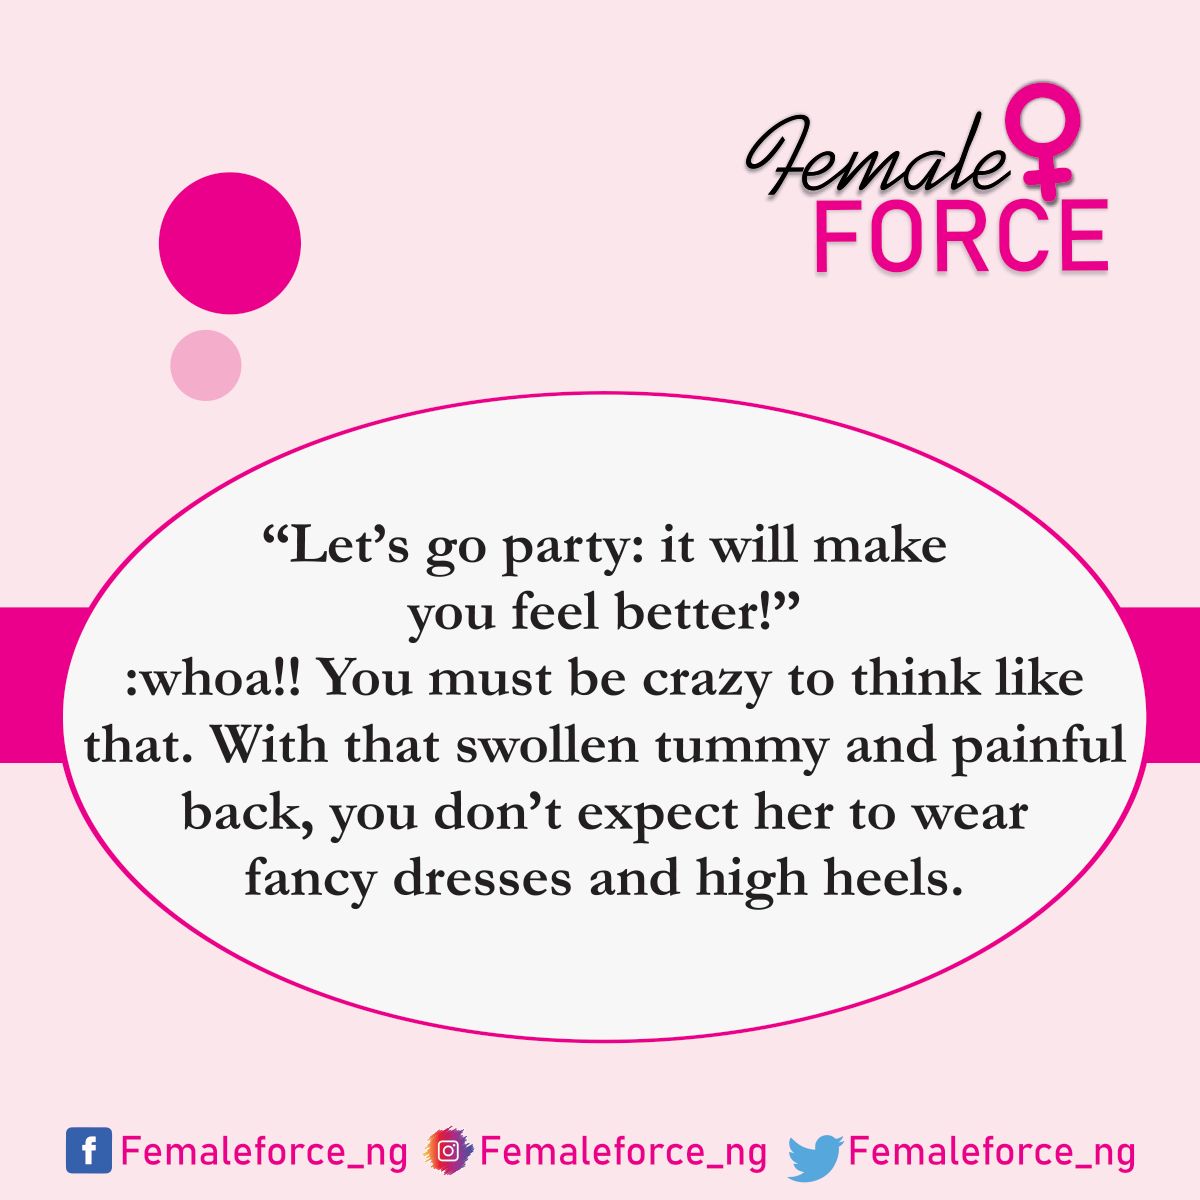 Female
FORCE
“Let’s go party: it will make
you feel better!”
:whoa!! You must be crazy to think like
that. With that swollen tummy and painful
back, you don’t expect her to wear
fancy dresses and high heels.
Femaleforce_ng Femaleforce_ng Femaleforce_ng